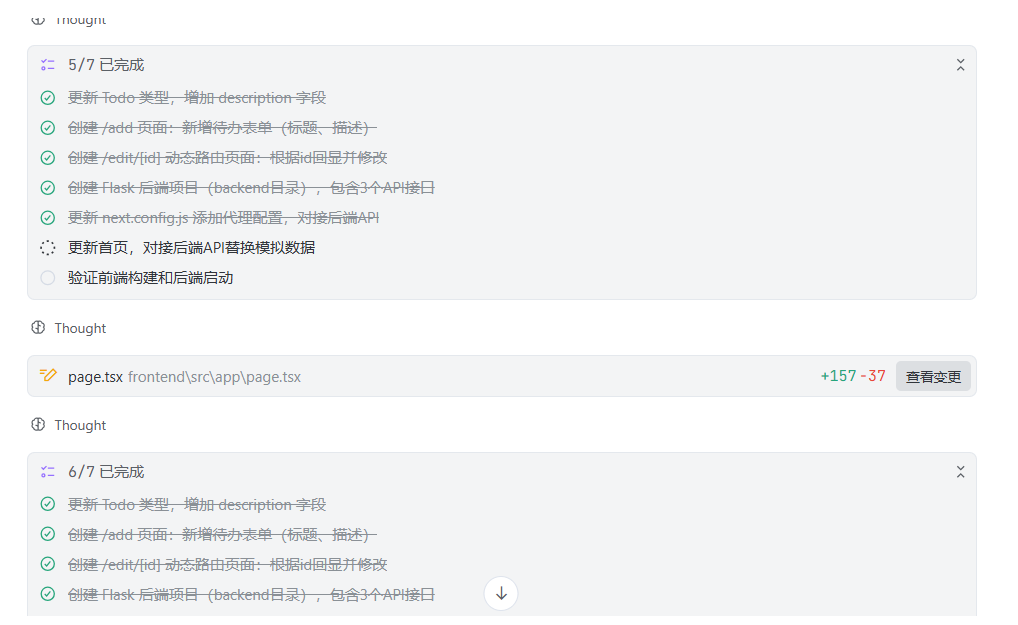 Thought
5/7 已完成
更新 Todo 类型，增加 description 字段
创建 /add 页面：新增待办表单（标题、描述）
创建 /edit/[id] 动态路由页面：根据id回显并修改
创建 Flask 后端项目（backend目录），包含3个API接口
更新 next.config.js 添加代理配置，对接后端API
更新首页，对接后端API替换模拟数据
验证前端构建和后端启动
Thought
page.tsx frontend\src\app\page.tsx +157 -37 查看变更
Thought
6/7 已完成
更新 Todo 类型，增加 description 字段
创建 /add 页面：新增待办表单（标题、描述）
创建 /edit/[id] 动态路由页面：根据id回显并修改
创建 Flask 后端项目（backend目录），包含3个API接口